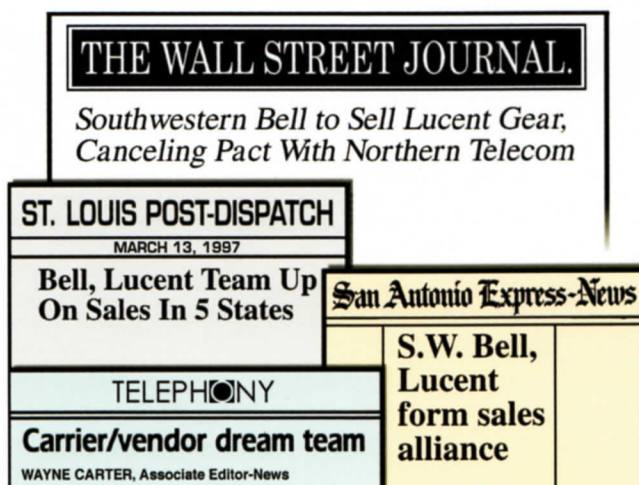 THE WALL STREET JOURNAL.
Southwestern Bell to Sell Lucent Gear,
Canceling Pact With Northern Telecom
ST. LOUIS POST-DISPATCH
MARCH 13, 1997
Bell, Lucent Team Up
On Sales In 5 States
San Antonio Express-News
S.W. Bell,
Lucent
form sales
alliance
TELEPHONY
Carrier/vendor dream team
WAYNE CARTER, Associate Editor-News